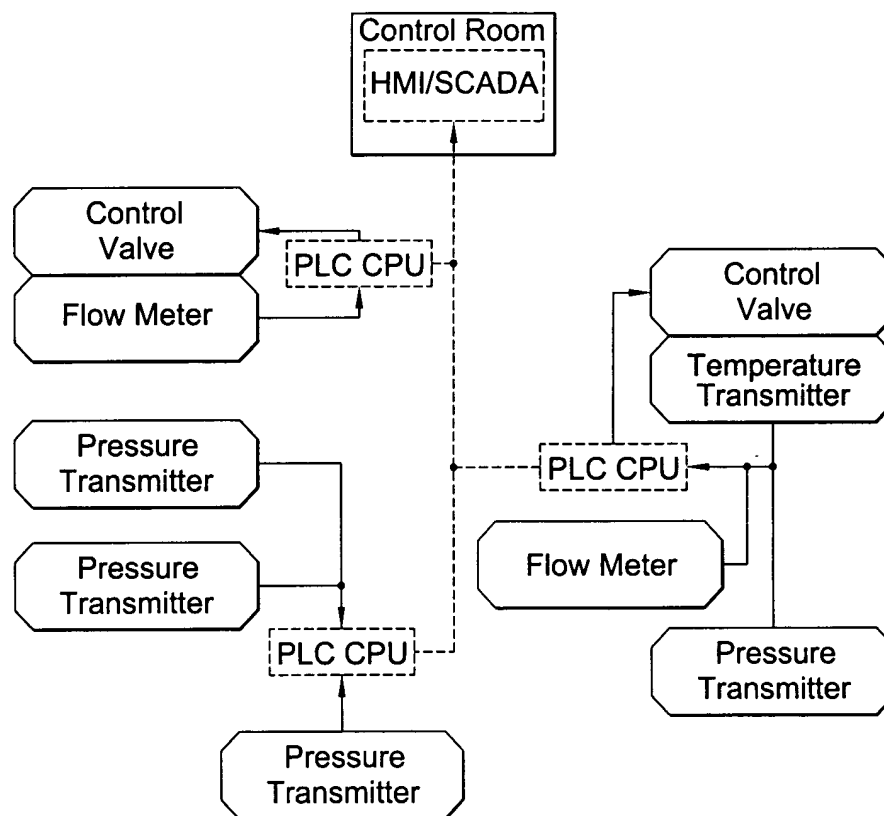 Control Room
HMI/SCADA
Control
Valve
PLC CPU
Flow Meter
Control
Valve
Temperature
Transmitter
Pressure
Transmitter
PLC CPU
Flow Meter
Pressure
Transmitter
PLC CPU
Pressure
Transmitter
Pressure
Transmitter